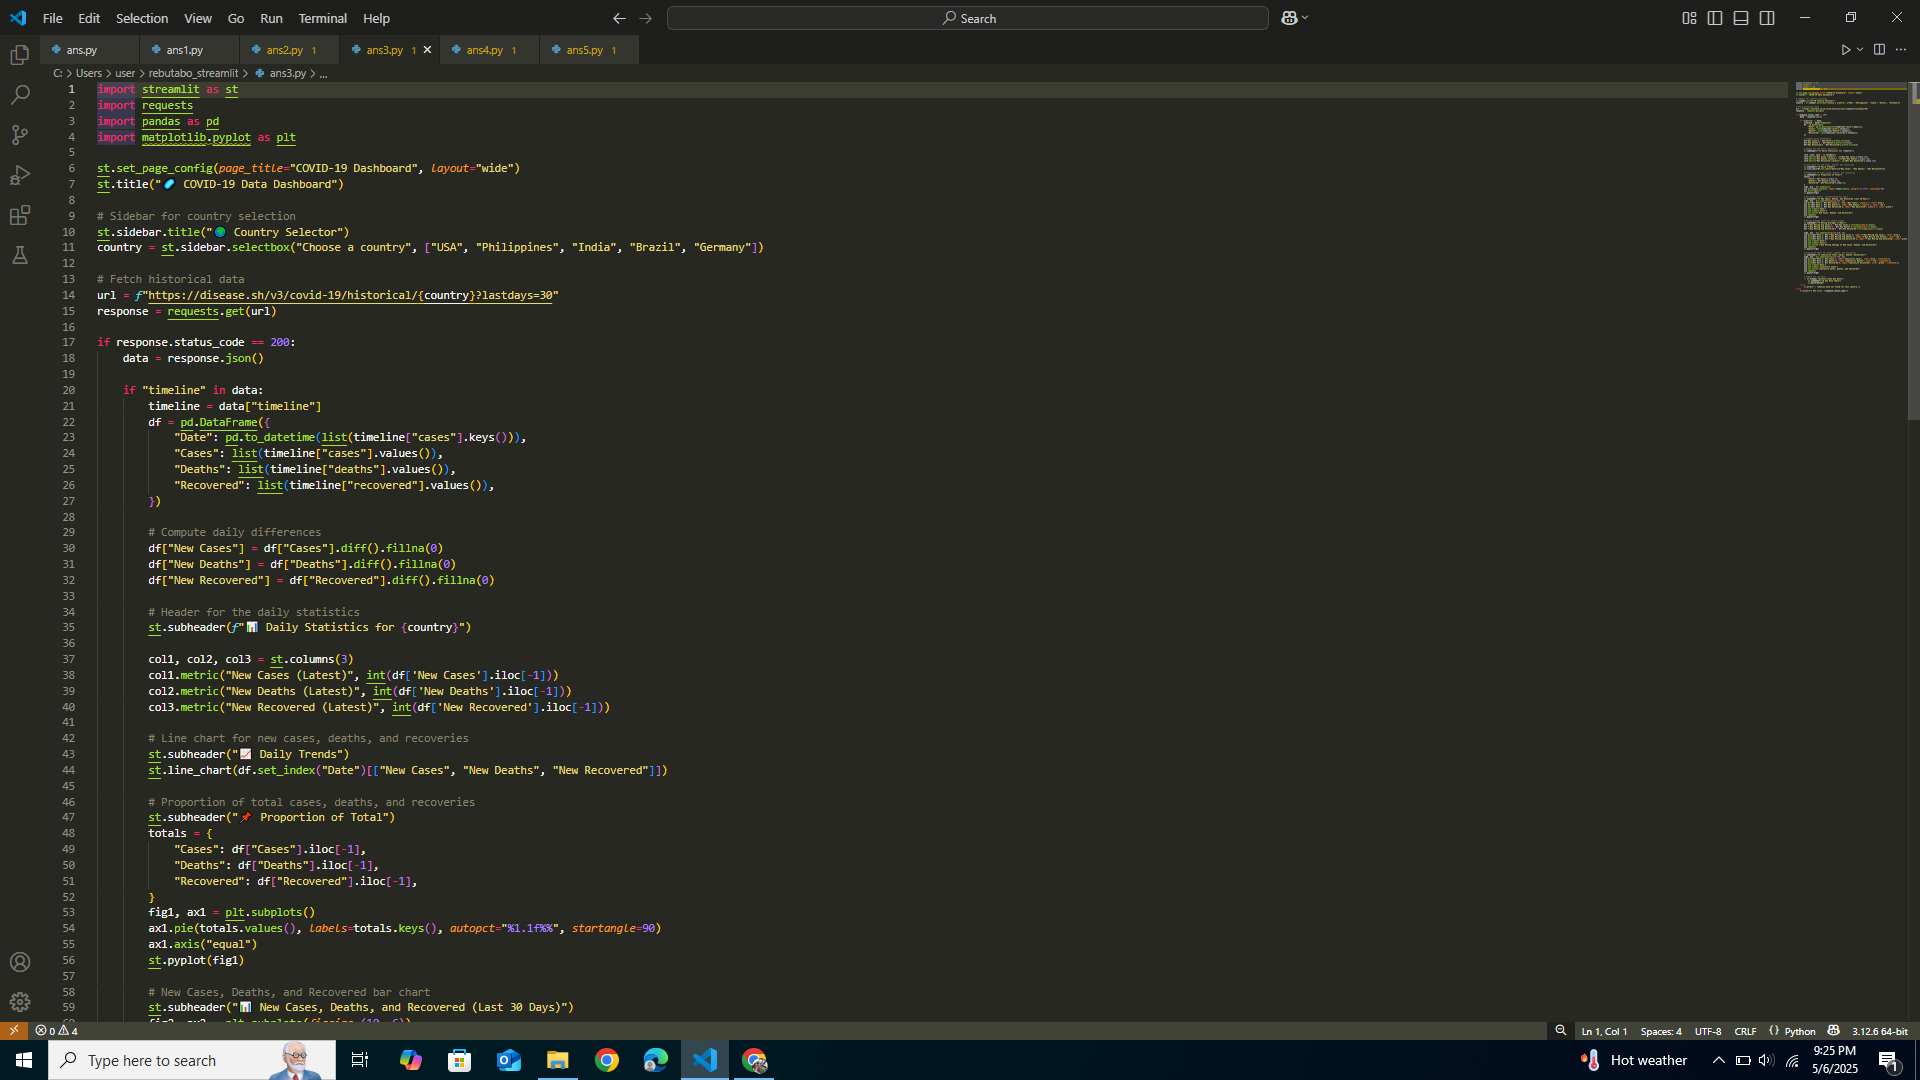 File Edit Selection View Go Run Terminal Help
Search
ans.py ans1.py ans2.py 1 ans3.py 1 ans4.py 1 ans5.py 1
C: > Users > user > rebutabo_streamlit > ans3.py > ...
1 import streamlit as st
2 import requests
3 import pandas as pd
4 import matplotlib.pyplot as plt
5
6 st.set_page_config(page_title="COVID-19 Dashboard", layout="wide")
7 st.title("🧪 COVID-19 Data Dashboard")
8
9 # Sidebar for country selection
10 st.sidebar.title("🌍 Country Selector")
11 country = st.sidebar.selectbox("Choose a country", ["USA", "Philippines", "India", "Brazil", "Germany"])
12
13 # Fetch historical data
14 url = f"https://disease.sh/v3/covid-19/historical/{country}?lastdays=30"
15 response = requests.get(url)
16
17 if response.status_code == 200:
18 data = response.json()
19
20 if "timeline" in data:
21 timeline = data["timeline"]
22 df = pd.DataFrame({
23 "Date": pd.to_datetime(list(timeline["cases"].keys())),
24 "Cases": list(timeline["cases"].values()),
25 "Deaths": list(timeline["deaths"].values()),
26 "Recovered": list(timeline["recovered"].values()),
27 })
28
29 # Compute daily differences
30 df["New Cases"] = df["Cases"].diff().fillna(0)
31 df["New Deaths"] = df["Deaths"].diff().fillna(0)
32 df["New Recovered"] = df["Recovered"].diff().fillna(0)
33
34 # Header for the daily statistics
35 st.subheader(f"📊 Daily Statistics for {country}")
36
37 col1, col2, col3 = st.columns(3)
38 col1.metric("New Cases (Latest)", int(df['New Cases'].iloc[-1]))
39 col2.metric("New Deaths (Latest)", int(df['New Deaths'].iloc[-1]))
40 col3.metric("New Recovered (Latest)", int(df['New Recovered'].iloc[-1]))
41
42 # Line chart for new cases, deaths, and recoveries
43 st.subheader("📈 Daily Trends")
44 st.line_chart(df.set_index("Date")[["New Cases", "New Deaths", "New Recovered"]])
45
46 # Proportion of total cases, deaths, and recoveries
47 st.subheader("📌 Proportion of Total")
48 totals = {
49 "Cases": df["Cases"].iloc[-1],
50 "Deaths": df["Deaths"].iloc[-1],
51 "Recovered": df["Recovered"].iloc[-1],
52 }
53 fig1, ax1 = plt.subplots()
54 ax1.pie(totals.values(), labels=totals.keys(), autopct="%1.1f%%", startangle=90)
55 ax1.axis("equal")
56 st.pyplot(fig1)
57
58 # New Cases, Deaths, and Recovered bar chart
59 st.subheader("📊 New Cases, Deaths, and Recovered (Last 30 Days)")
0 4 Ln 1, Col 1 Spaces: 4 UTF-8 CRLF {} Python 3.12.6 64-bit
Type here to search
Hot weather
9:25 PM
5/6/2025
1